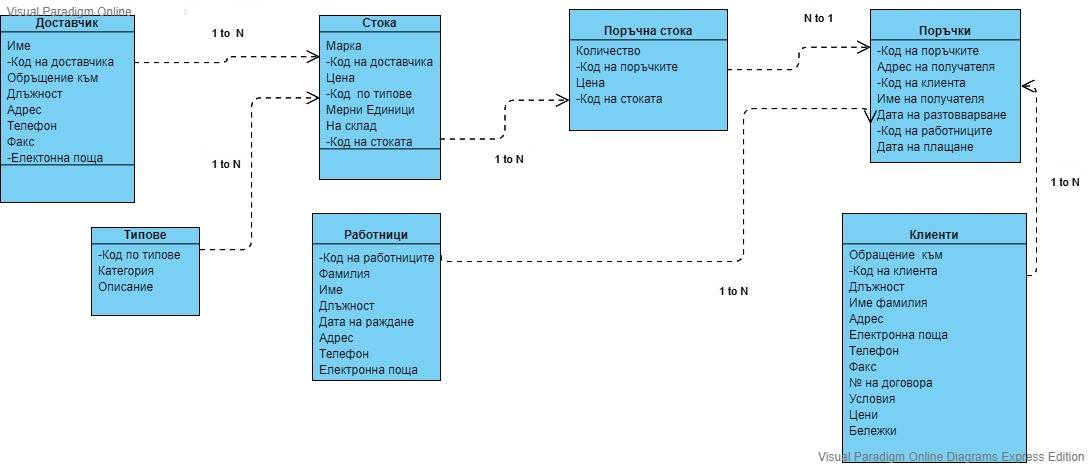 Visual Paradigm Online
Доставчик
Име
-Код на доставчика
Обръщение към
Длъжност
Адрес
Телефон
Факс
-Електонна поща
1 to N
Стока
Марка
-Код на доставчика
Цена
-Код по типове
Мерни Единици
На склад
-Код на стоката
1 to N
Поръчна стока
Количество
-Код на поръчките
Цена
-Код на стоката
N to 1
Поръчки
-Код на поръчките
Адрес на получателя
-Код на клиента
Име на получателя
Дата на разтовварване
-Код на работниците
Дата на плащане
1 to N
Типове
-Код по типове
Категория
Описание
1 to N
Работници
-Код на работниците
Фамилия
Име
Длъжност
Дата на раждане
Адрес
Телефон
Електронна поща
1 to N
Клиенти
Обращение към
-Код на клиента
Длъжност
Име фамилия
Адрес
Електронна поща
Телефон
Факс
№ на договора
Условия
Цени
Бележки
Visual Paradigm Online Diagrams Express Edition